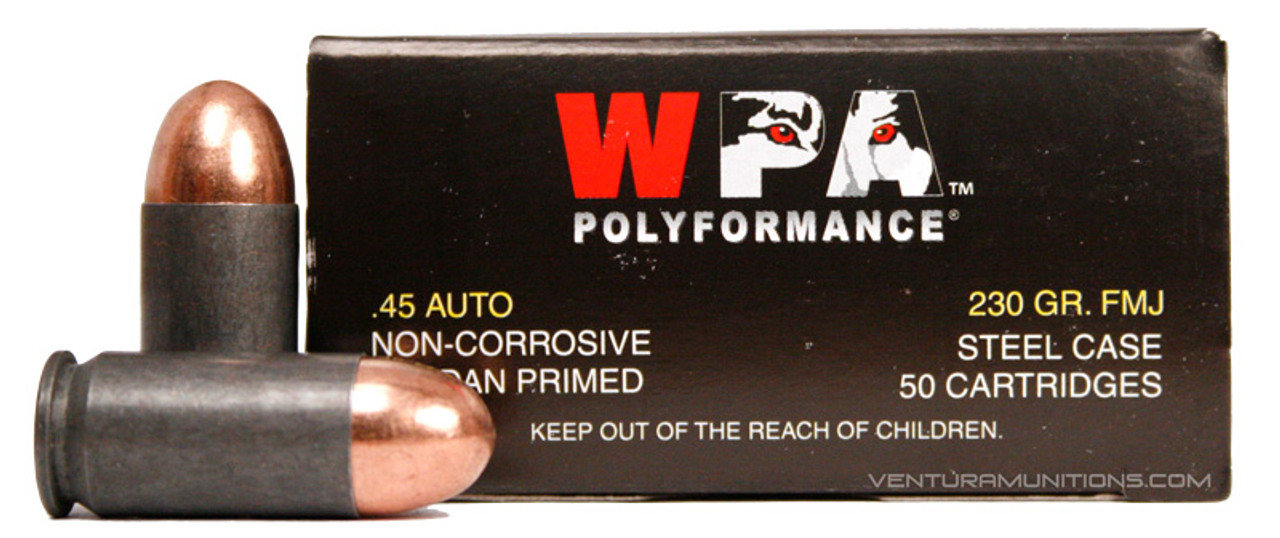 WPA™
POLYFORMANCE®
.45 AUTO
230 GR. FMJ
NON-CORROSIVE
STEEL CASE
PRIMED
50 CARTRIDGES
KEEP OUT OF THE REACH OF CHILDREN.
VENTURAMUNITIONS.COM